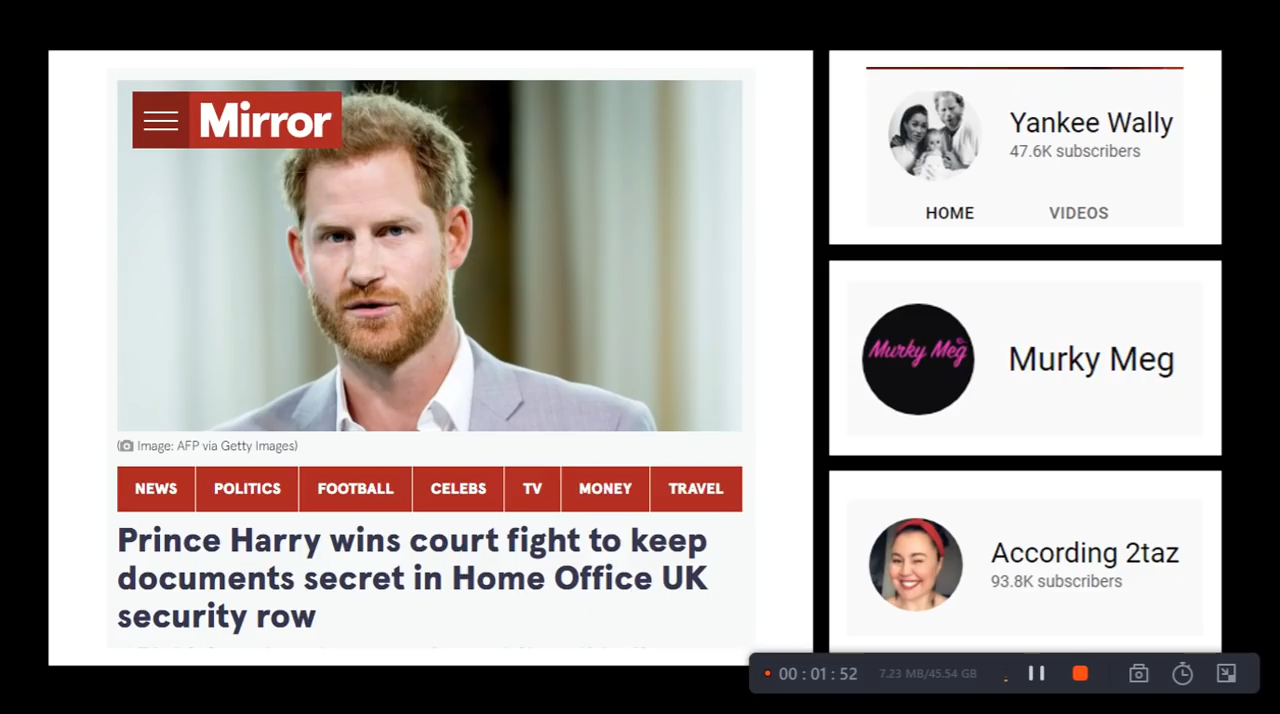 Mirror
(Image: AFP via Getty Images)
NEWS POLITICS FOOTBALL CELEBS TV MONEY TRAVEL
Prince Harry wins court fight to keep
documents secret in Home Office UK
security row
Yankee Wally
47.6K subscribers
HOME VIDEOS
Murky Meg
Murky Meg
According 2taz
93.8K subscribers
00 : 01 : 52 7.23 MB/45.54 GB